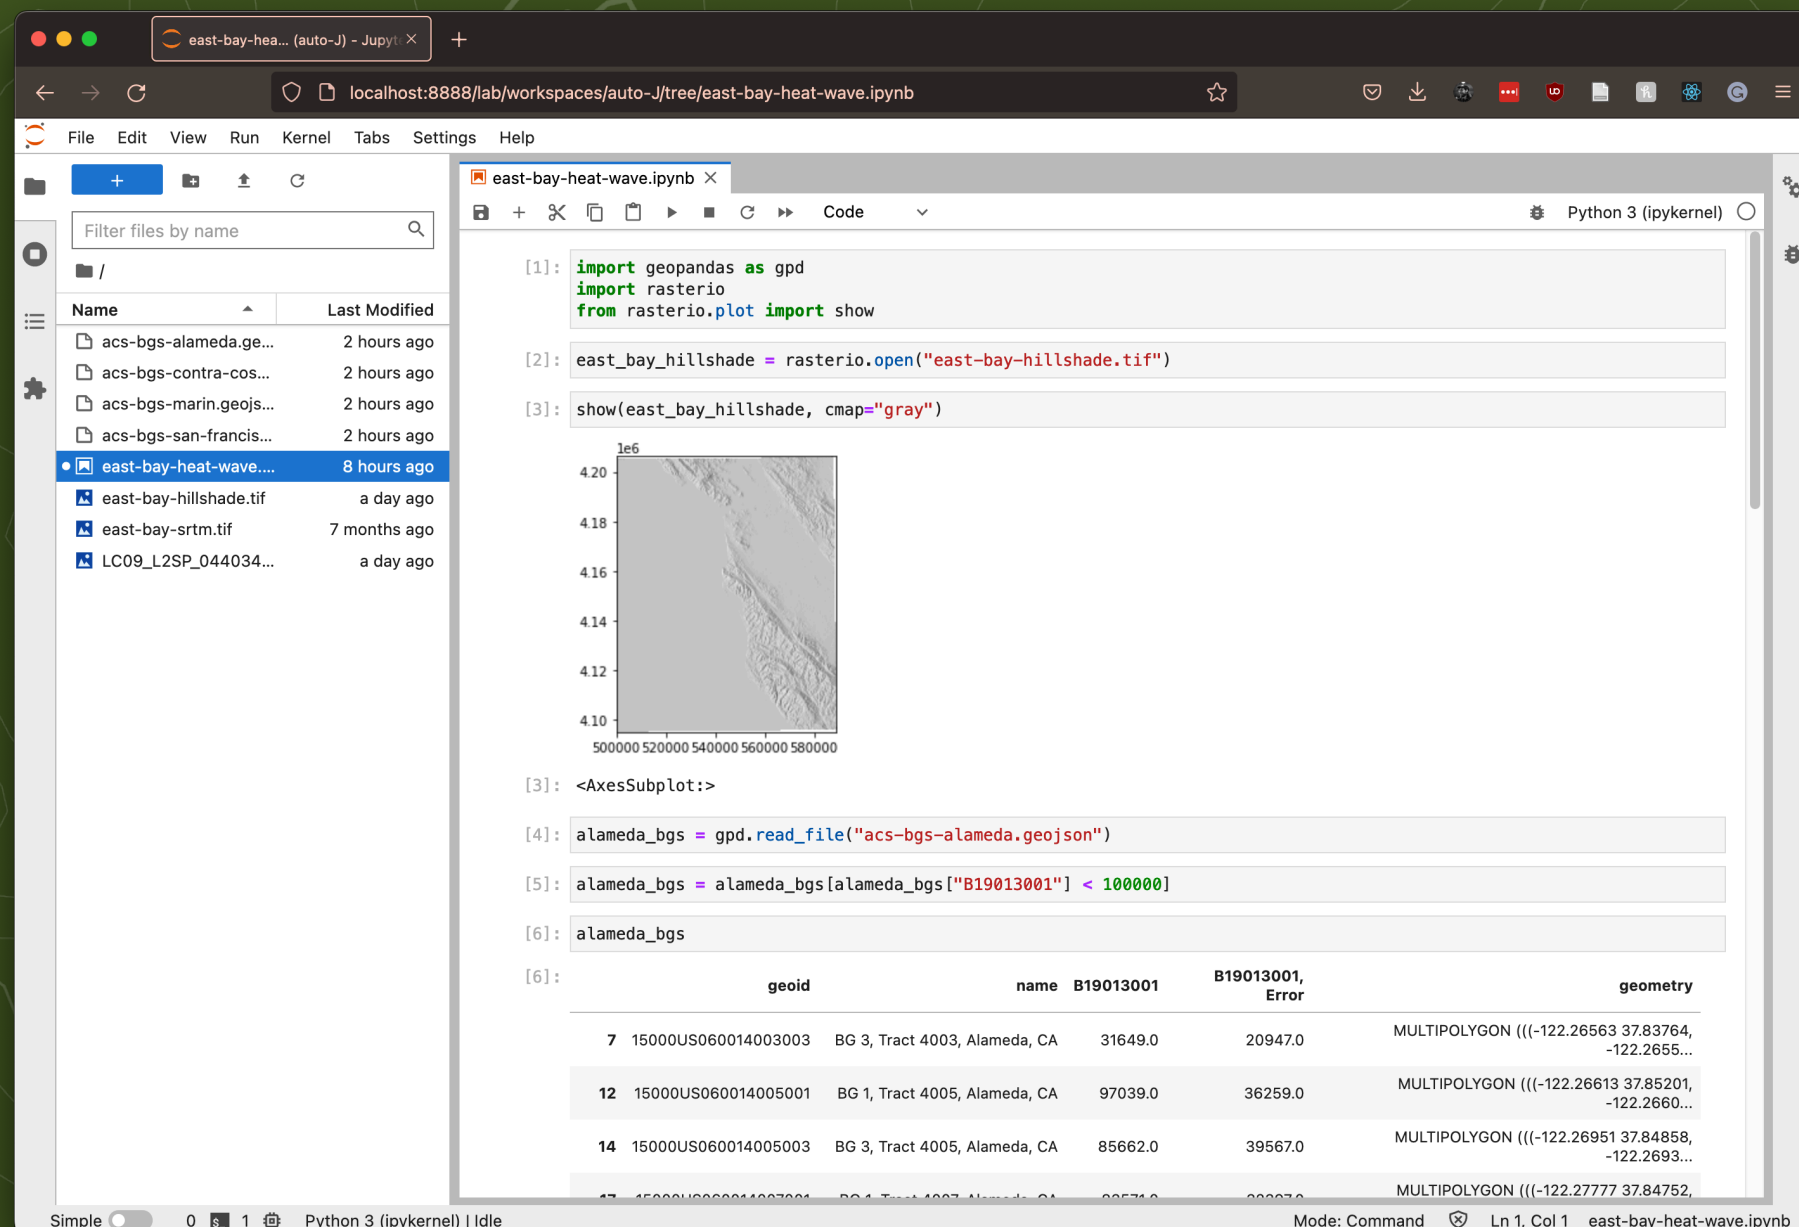 east-bay-hea... (auto-J) - Jupyt
localhost:8888/lab/workspaces/auto-J/tree/east-bay-heat-wave.ipynb
File Edit View Run Kernel Tabs Settings Help
+
Filter files by name
/
Name Last Modified
acs-bgs-alameda.ge... 2 hours ago
acs-bgs-contra-cos... 2 hours ago
acs-bgs-marin.geojs... 2 hours ago
acs-bgs-san-francis... 2 hours ago
east-bay-heat-wave.... 8 hours ago
east-bay-hillshade.tif a day ago
east-bay-srtm.tif 7 months ago
LC09_L2SP_044034... a day ago
east-bay-heat-wave.ipynb
Code
Python 3 (ipykernel)
[1]: import geopandas as gpd
import rasterio
from rasterio.plot import show
[2]: east_bay_hillshade = rasterio.open("east-bay-hillshade.tif")
[3]: show(east_bay_hillshade, cmap="gray")
1e6
4.20
4.18
4.16
4.14
4.12
4.10
500000 520000 540000 560000 580000
[3]: <AxesSubplot:>
[4]: alameda_bgs = gpd.read_file("acs-bgs-alameda.geojson")
[5]: alameda_bgs = alameda_bgs[alameda_bgs["B19013001"] < 100000]
[6]: alameda_bgs
[6]:
geoid name B19013001 B19013001, Error geometry
7 15000US060014003003 BG 3, Tract 4003, Alameda, CA 31649.0 20947.0 MULTIPOLYGON (((-122.26563 37.83764, -122.2655...
12 15000US060014005001 BG 1, Tract 4005, Alameda, CA 97039.0 36259.0 MULTIPOLYGON (((-122.26613 37.85201, -122.2660...
14 15000US060014005003 BG 3, Tract 4005, Alameda, CA 85662.0 39567.0 MULTIPOLYGON (((-122.26951 37.84858, -122.2693...
MULTIPOLYGON (((-122.27777 37.84752,
Simple 0 1 Python 3 (ipykernel) | Idle Mode: Command Ln 1, Col 1 east-bay-heat-wave.ipynb